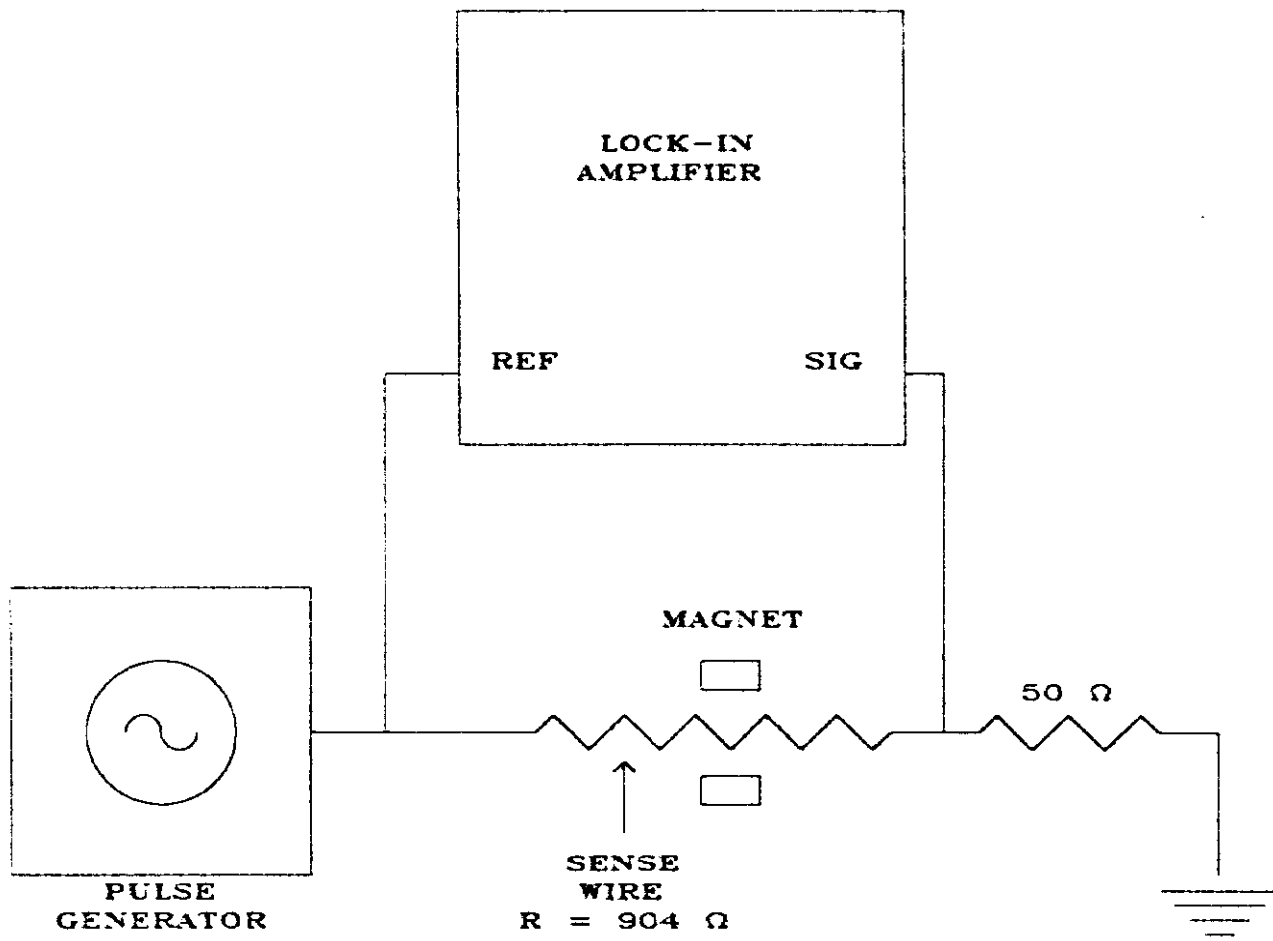 LOCK-IN
AMPLIFIER
REF
SIG
MAGNET
50 Ω
SENSE
WIRE
R = 904 Ω
PULSE
GENERATOR